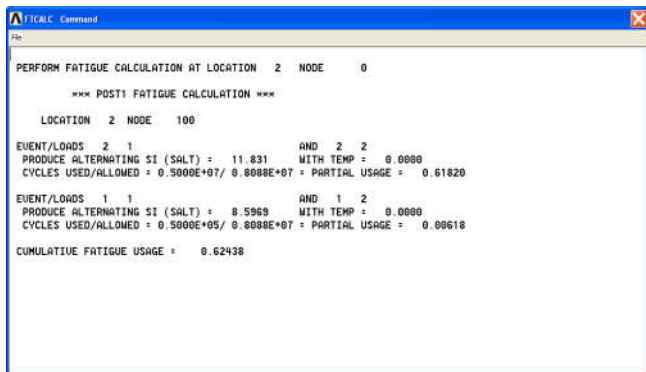 FTCALC Command
File
PERFORM FATIGUE CALCULATION AT LOCATION 2 NODE 0
*** POST1 FATIGUE CALCULATION ***
LOCATION 2 NODE 100
EVENT/LOADS 2 1 AND 2 2
PRODUCE ALTERNATING SI (SALT) = 11.831 WITH TEMP = 0.0000
CYCLES USED/ALLOWED = 0.5000E+07/ 0.8088E+07 = PARTIAL USAGE = 0.61820
EVENT/LOADS 1 1 AND 1 2
PRODUCE ALTERNATING SI (SALT) = 8.5969 WITH TEMP = 0.0000
CYCLES USED/ALLOWED = 0.5000E+05/ 0.8088E+07 = PARTIAL USAGE = 0.00618
CUMULATIVE FATIGUE USAGE = 0.62438